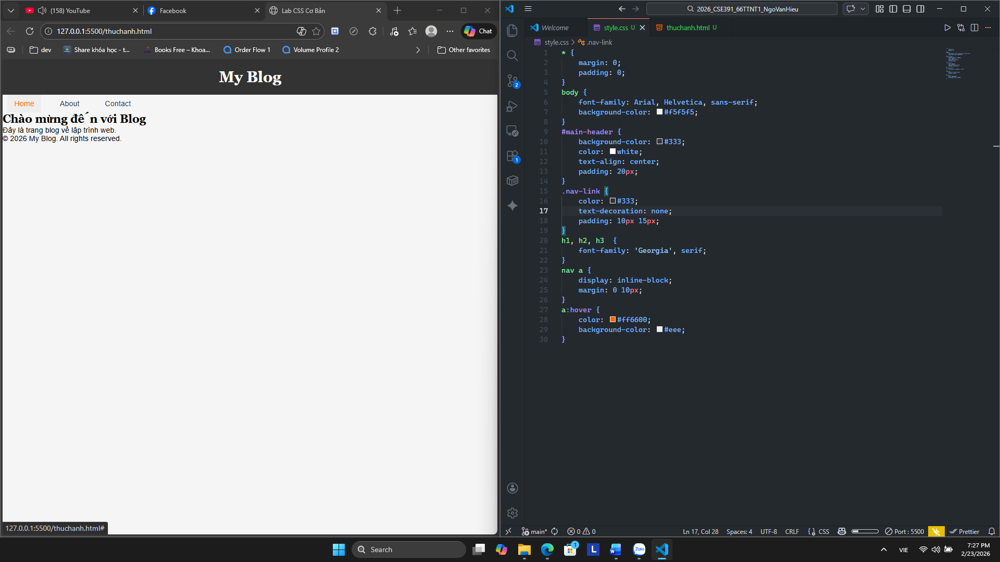 (158) YouTube
Facebook
Lab CSS Cơ Bản
127.0.0.1:5500/thuchanh.html
Chat
dev
Share khóa học - t...
Books Free – Khoa...
Order Flow 1
Volume Profile 2
Other favorites
My Blog
Home
About
Contact
Chào mừng đến với Blog
Đây là trang blog về lập trình web.
© 2026 My Blog. All rights reserved.
127.0.0.1:5500/thuchanh.html#
2026_CSE391_66TTNT1_NgoVanHieu
Welcome
style.css U
thuchanh.html U
style.css > .nav-link
2
1
1 * {
2 margin: 0;
3 padding: 0;
4 }
5 body {
6 font-family: Arial, Helvetica, sans-serif;
7 background-color: #f5f5f5;
8 }
9 #main-header {
10 background-color: #333;
11 color: white;
12 text-align: center;
13 padding: 20px;
14 }
15 .nav-link {
16 color: #333;
17 text-decoration: none;
18 padding: 10px 15px;
19 }
20 h1, h2, h3  {
21 font-family: 'Georgia', serif;
22 }
23 nav a {
24 display: inline-block;
25 margin: 0 10px;
26 }
27 a:hover {
28 color: #ff6600;
29 background-color: #eee;
30 }
main*
0
0
Ln 17, Col 28
Spaces: 4
UTF-8
CRLF
{} CSS
Port : 5500
Prettier
Search
1
L
W
Zalo
VIE
7:27 PM
2/23/2026